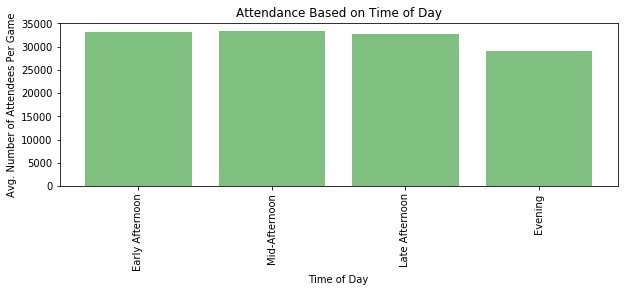 Attendance Based on Time of Day
Avg. Number of Attendees Per Game
35000
30000
25000
20000
15000
10000
5000
0
Early Afternoon
Mid-Afternoon
Late Afternoon
Evening
Time of Day